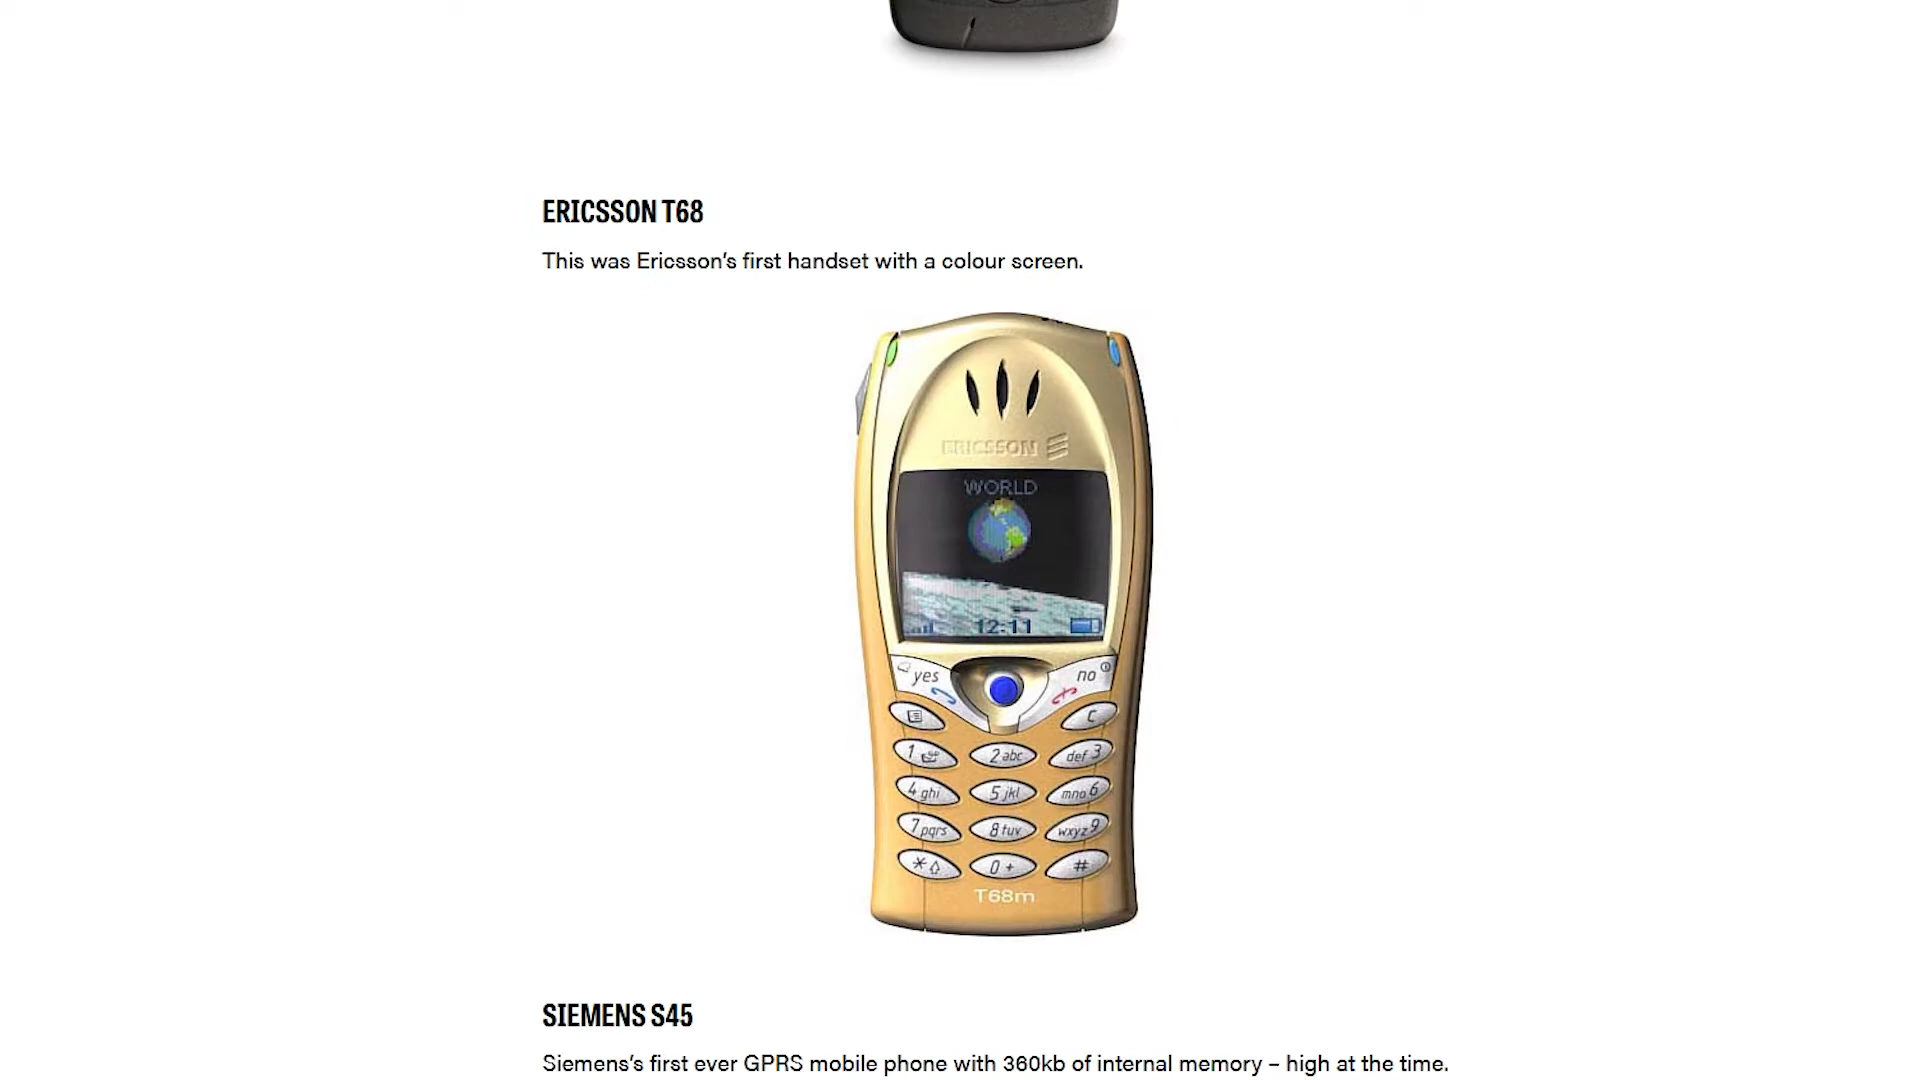 ERICSSON T68
This was Ericsson's first handset with a colour screen.
ERICSSON
WORLD
12:11
yes no
C
1 2 abc def 3
4 ghi 5 jkl mno 6
7 pqrs 8 tuv wxyz 9
* 0 + #
T68m
SIEMENS S45
Siemens's first ever GPRS mobile phone with 360kb of internal memory – high at the time.